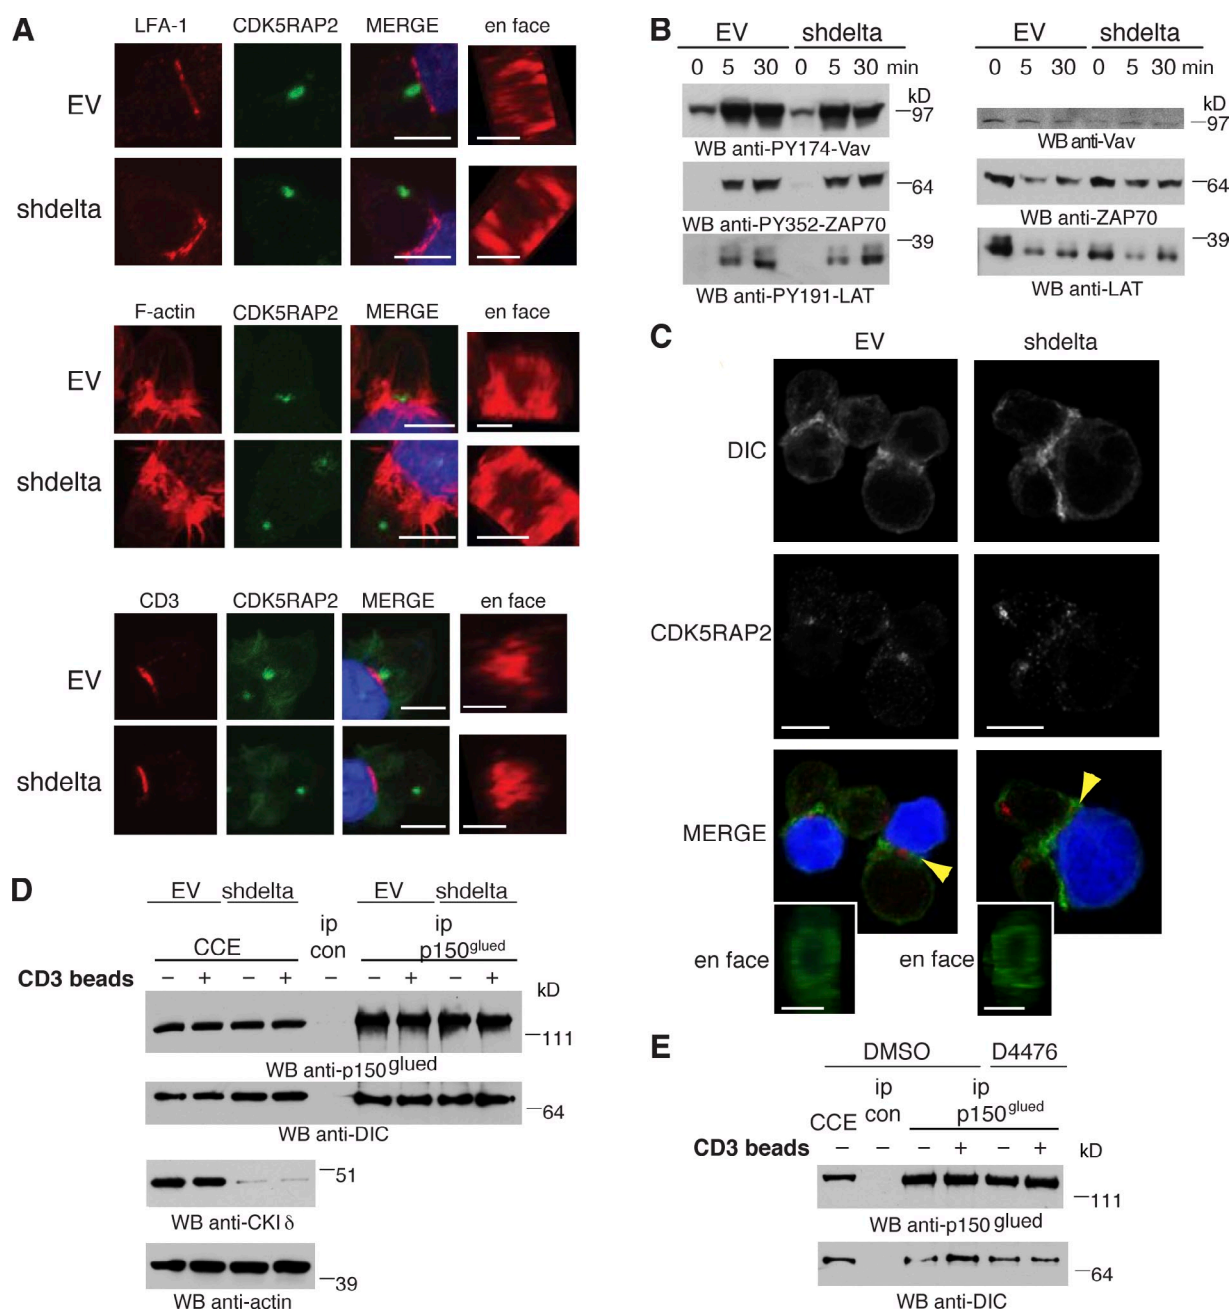 A
LFA-1 CDK5RAP2 MERGE en face
EV
shdelta
F-actin CDK5RAP2 MERGE en face
EV
shdelta
CD3 CDK5RAP2 MERGE en face
EV
shdelta
B
EV shdelta EV shdelta
0 5 30 0 5 30 min 0 5 30 0 5 30 min
kD kD
97 97
WB anti-PY174-Vav WB anti-Vav
64 64
WB anti-PY352-ZAP70 WB anti-ZAP70
39 39
WB anti-PY191-LAT WB anti-LAT
C
EV shdelta
DIC
CDK5RAP2
MERGE
en face en face
D
EV shdelta EV shdelta
ip ip
CCE con p150glued
CD3 beads – + – + – – + – +
kD
111
WB anti-p150glued
64
WB anti-DIC
51
WB anti-CKI δ
39
WB anti-actin
E
DMSO D4476
ip ip
CCE con p150glued
CD3 beads – – – + – + kD
111
WB anti-p150glued
64
WB anti-DIC